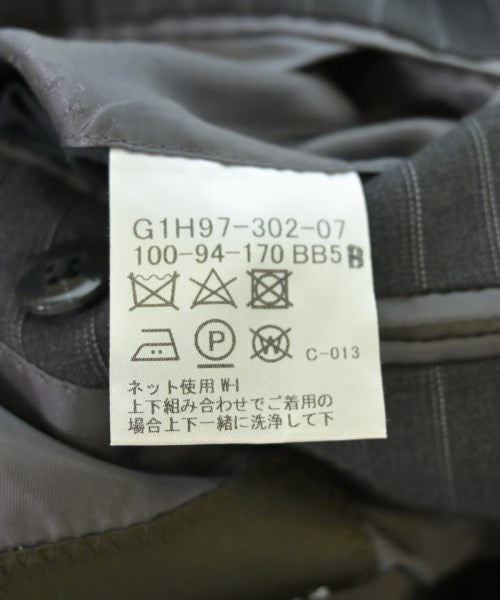 G1H97-302-07
100-94-170 BB5 B
P W C-013
ネット使用 W-I
上下組み合わせでご着用の
場合上下一緒に洗浄して下